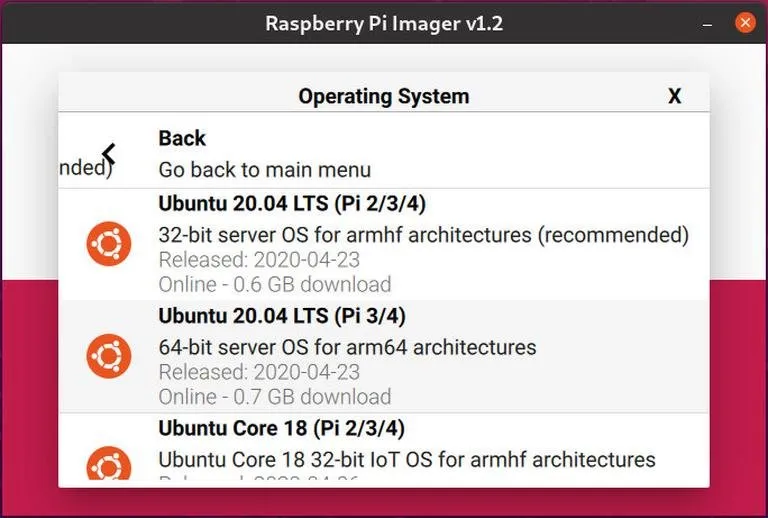 Raspberry Pi Imager v1.2
Operating System X
Back
nded)
Go back to main menu
Ubuntu 20.04 LTS (Pi 2/3/4)
32-bit server OS for armhf architectures (recommended)
Released: 2020-04-23
Online - 0.6 GB download
Ubuntu 20.04 LTS (Pi 3/4)
64-bit server OS for arm64 architectures
Released: 2020-04-23
Online - 0.7 GB download
Ubuntu Core 18 (Pi 2/3/4)
Ubuntu Core 18 32-bit IoT OS for armhf architectures